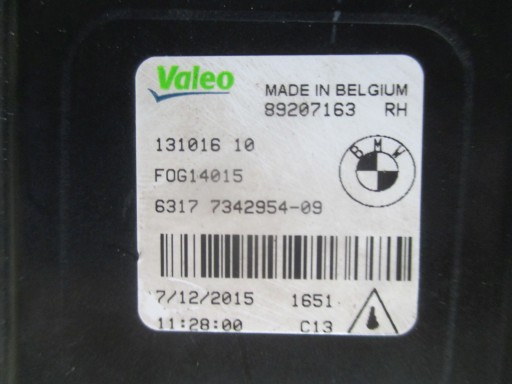 Valeo
MADE IN BELGIUM
89207163 RH
131016 10
FOG14015
BMW
6317 7342954-09
7/12/2015 1651
11:28:00 C13